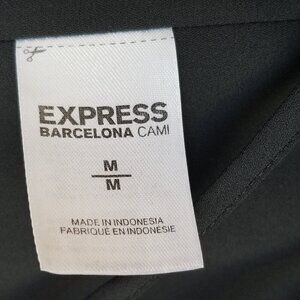 EXPRESS
BARCELONA CAMI
M
M
MADE IN INDONESIA
FABRIQUÉ EN INDONÉSIE